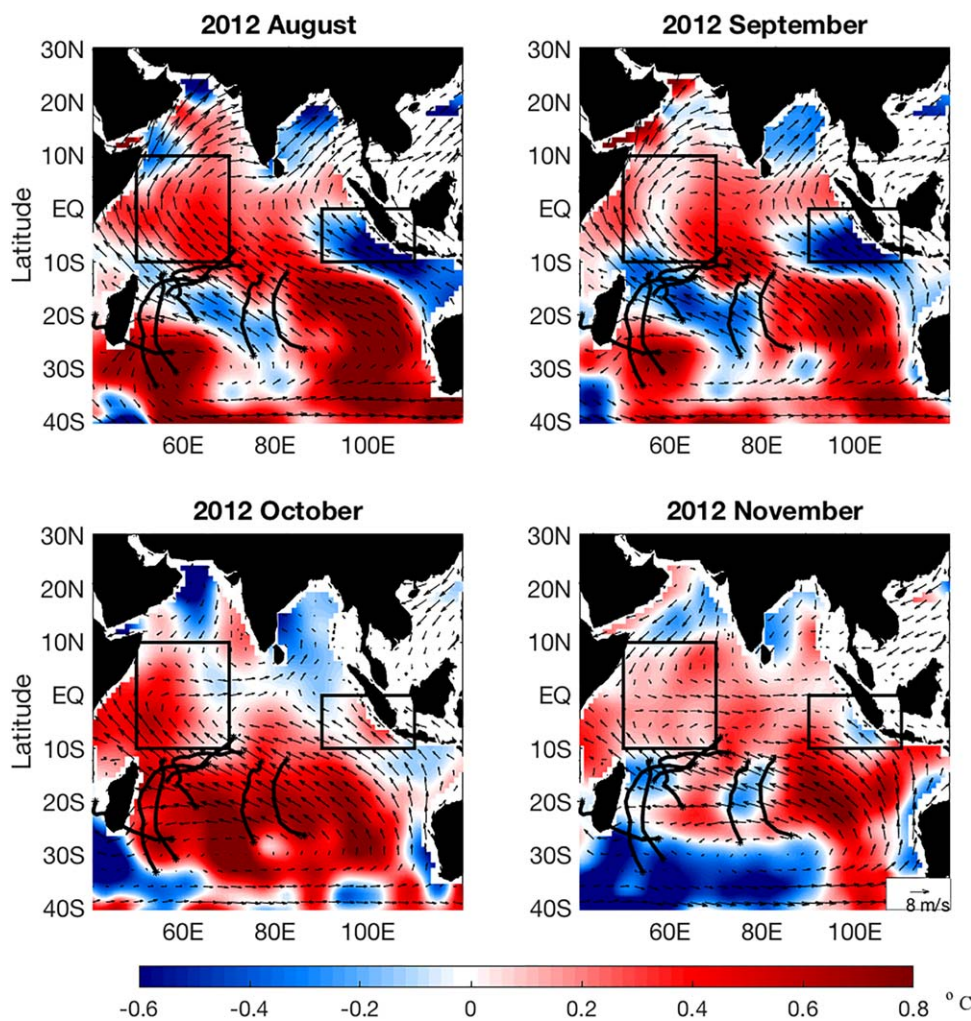 2012 August
2012 September
30N
20N
10N
EQ
10S
20S
30S
40S
Latitude
60E
80E
100E
30N
20N
10N
EQ
10S
20S
30S
40S
60E
80E
100E
2012 October
2012 November
30N
20N
10N
EQ
10S
20S
30S
40S
Latitude
60E
80E
100E
30N
20N
10N
EQ
10S
20S
30S
40S
60E
80E
100E
8 m/s
-0.6
-0.4
-0.2
0
0.2
0.4
0.6
0.8
° C